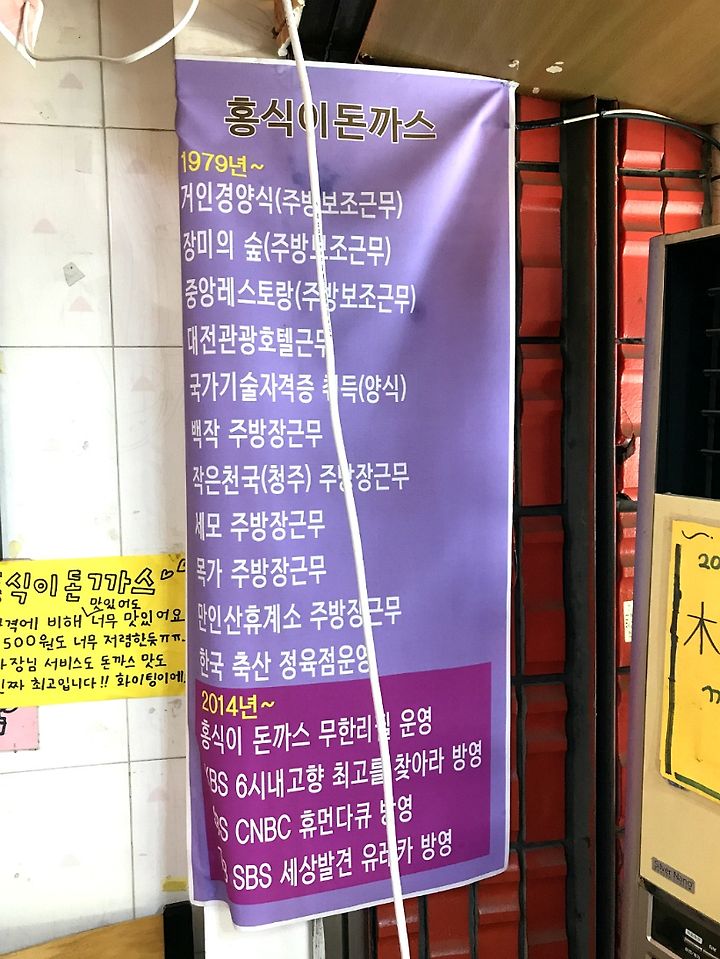 홍식이돈까스
1979년~
거인경양식(주방보조근무)
장미의 숲(주방보조근무)
중앙레스토랑(주방보조근무)
대전관광호텔근무
국가기술자격증 취득(양식)
백작 주방장근무
작은천국(청주) 주방장근무
세모 주방장근무
목가 주방장근무
만인산휴게소 주방장근무
한국 축산 정육점운영
2014년~
홍식이 돈까스 무한리필 운영
KBS 6시내고향 최고를 찾아라 방영
CNBC 휴먼다큐 방영
SBS 세상발견 유레카 방영
식이돈까스♡
맛있어도
비해 너무 맛있어요
500원도 너무 저렴한듯ㅠㅠ
서비스도 돈까스 맛도
최고입니다!! 화이팅이에
20
木